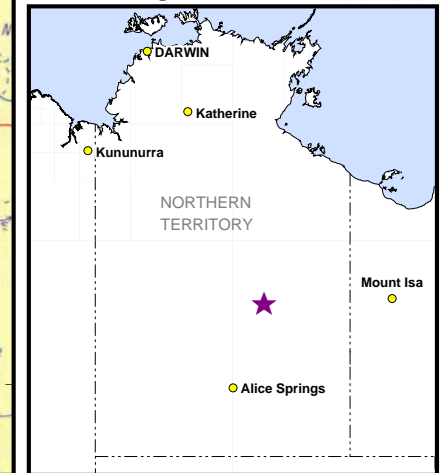 DARWIN
Katherine
Kununurra
NORTHERN
TERRITORY
Mount Isa
Alice Springs